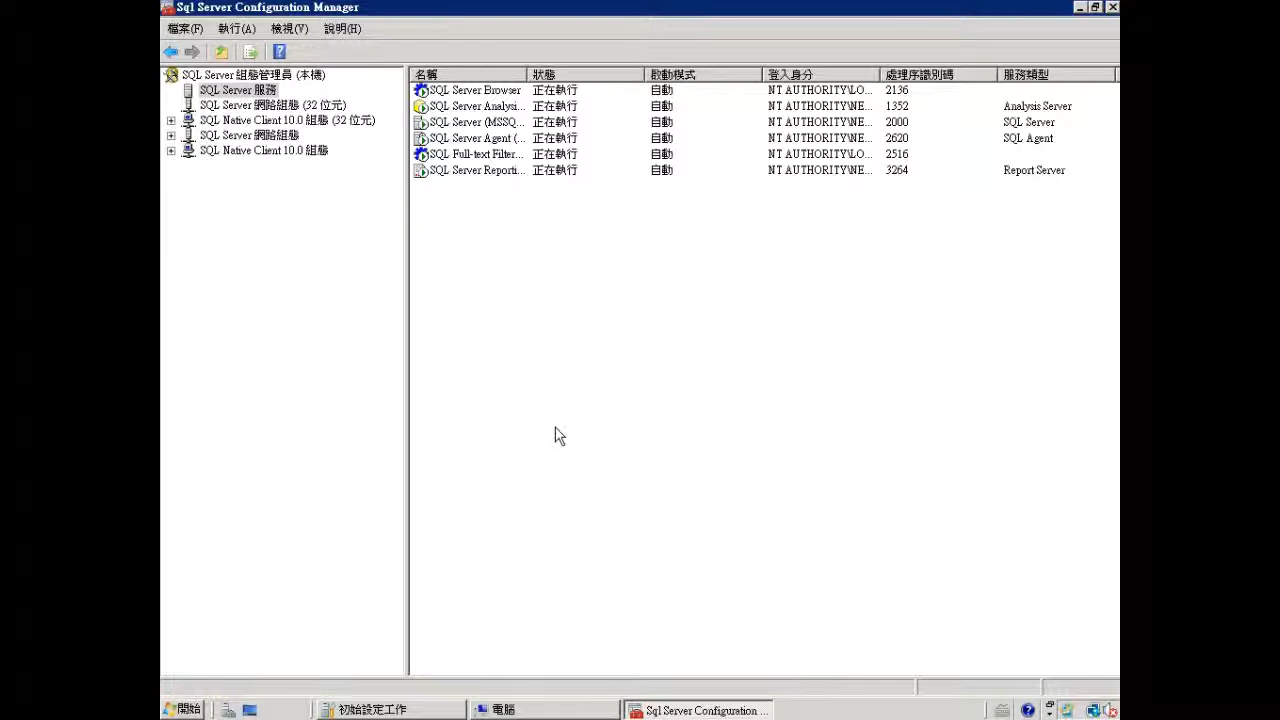 Sql Server Configuration Manager
檔案(F) 執行(A) 檢視(V) 說明(H)
SQL Server 組態管理員 (本機)
SQL Server 服務
SQL Server 網路組態 (32 位元)
SQL Native Client 10.0 組態 (32 位元)
SQL Server 網路組態
SQL Native Client 10.0 組態
名稱 狀態 啟動模式 登入身分 處理序識別碼 服務類型
SQL Server Browser 正在執行 自動 NT AUTHORITY\LO... 2136
SQL Server Analysi... 正在執行 自動 NT AUTHORITY\NE... 1352 Analysis Server
SQL Server (MSSQ... 正在執行 自動 NT AUTHORITY\NE... 2000 SQL Server
SQL Server Agent (... 正在執行 自動 NT AUTHORITY\NE... 2620 SQL Agent
SQL Full-text Filter... 正在執行 自動 NT AUTHORITY\LO... 2516
SQL Server Reporti... 正在執行 自動 NT AUTHORITY\NE... 3264 Report Server
開始 初始設定工作 電腦 Sql Server Configuration ...